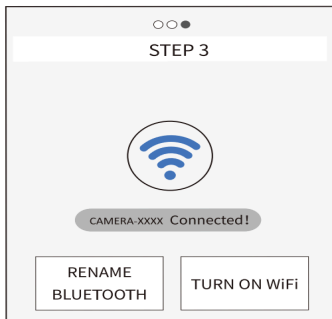 STEP 3
CAMERA-XXXX Connected!
RENAME
BLUETOOTH
TURN ON WiFi